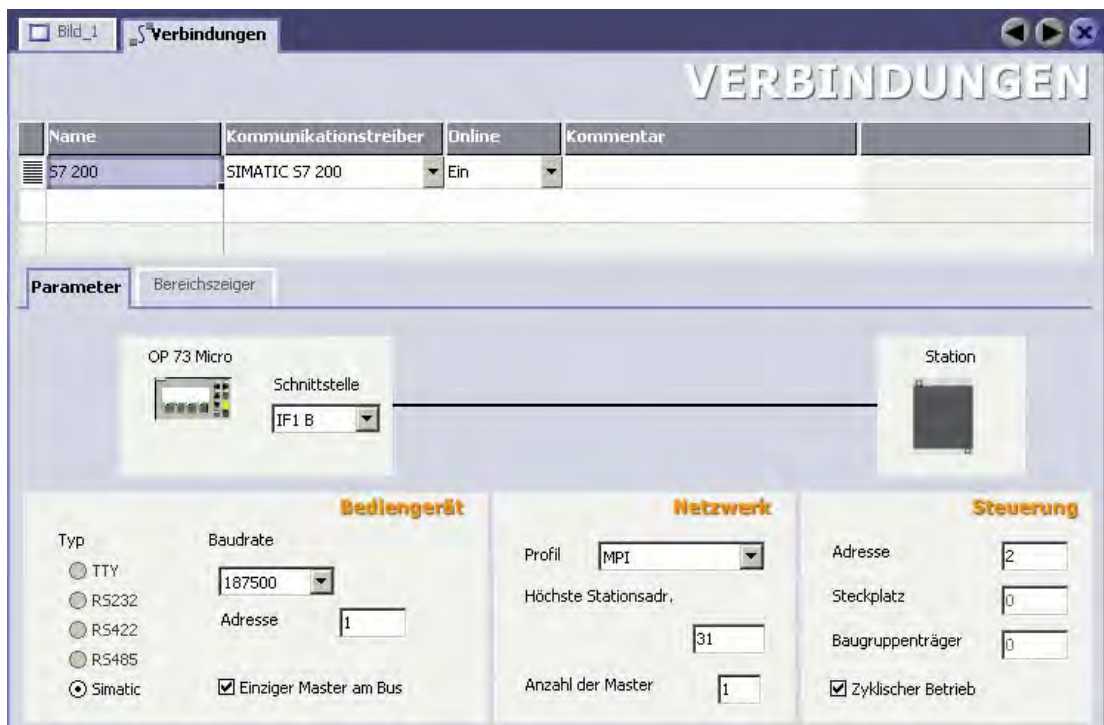 Bild_1
Verbindungen
VERBINDUNGEN
Name Kommunikationstreiber Online Kommentar
S7 200 SIMATIC S7 200 Ein
Parameter Bereichszeiger
OP 73 Micro
Schnittstelle
IF1 B
Station
Bediengerät
Typ
TTY
RS232
RS422
RS485
Simatic
Baudrate
187500
Adresse 1
Einziger Master am Bus
Netzwerk
Profil MPI
Höchste Stationsadr.
31
Anzahl der Master 1
Steuerung
Adresse 2
Steckplatz 0
Baugruppenträger 0
Zyklischer Betrieb